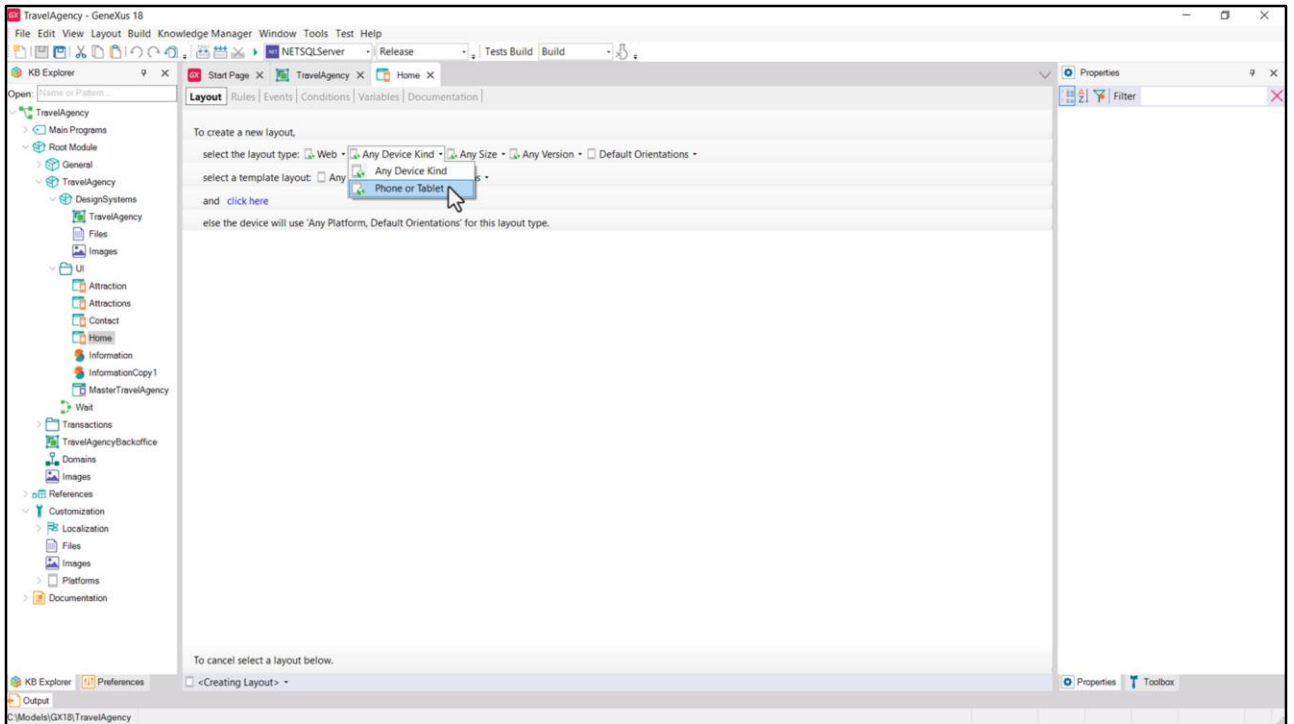 TravelAgency - GeneXus 18
File Edit View Layout Build Knowledge Manager Window Tools Test Help
NETSQLServer Release Tests Build Build
KB Explorer
Open: Name or Pattern...
TravelAgency
Main Programs
Root Module
General
TravelAgency
DesignSystems
TravelAgency
Files
Images
UI
Attraction
Attractions
Contact
Home
Information
InformationCopy1
MasterTravelAgency
Wait
Transactions
TravelAgencyBackoffice
Domains
Images
References
Customization
Localization
Files
Images
Platforms
Documentation
KB Explorer Preferences
Start Page TravelAgency Home
Layout Rules Events Conditions Variables Documentation
To create a new layout,
select the layout type: Web Any Device Kind Any Size Any Version Default Orientations
Any Device Kind
select a template layout: Any
Phone or Tablet
and click here
else the device will use 'Any Platform, Default Orientations' for this layout type.
To cancel select a layout below.
<Creating Layout>
Properties
Filter
Properties Toolbox
Output
C:\Models\GX18\TravelAgency